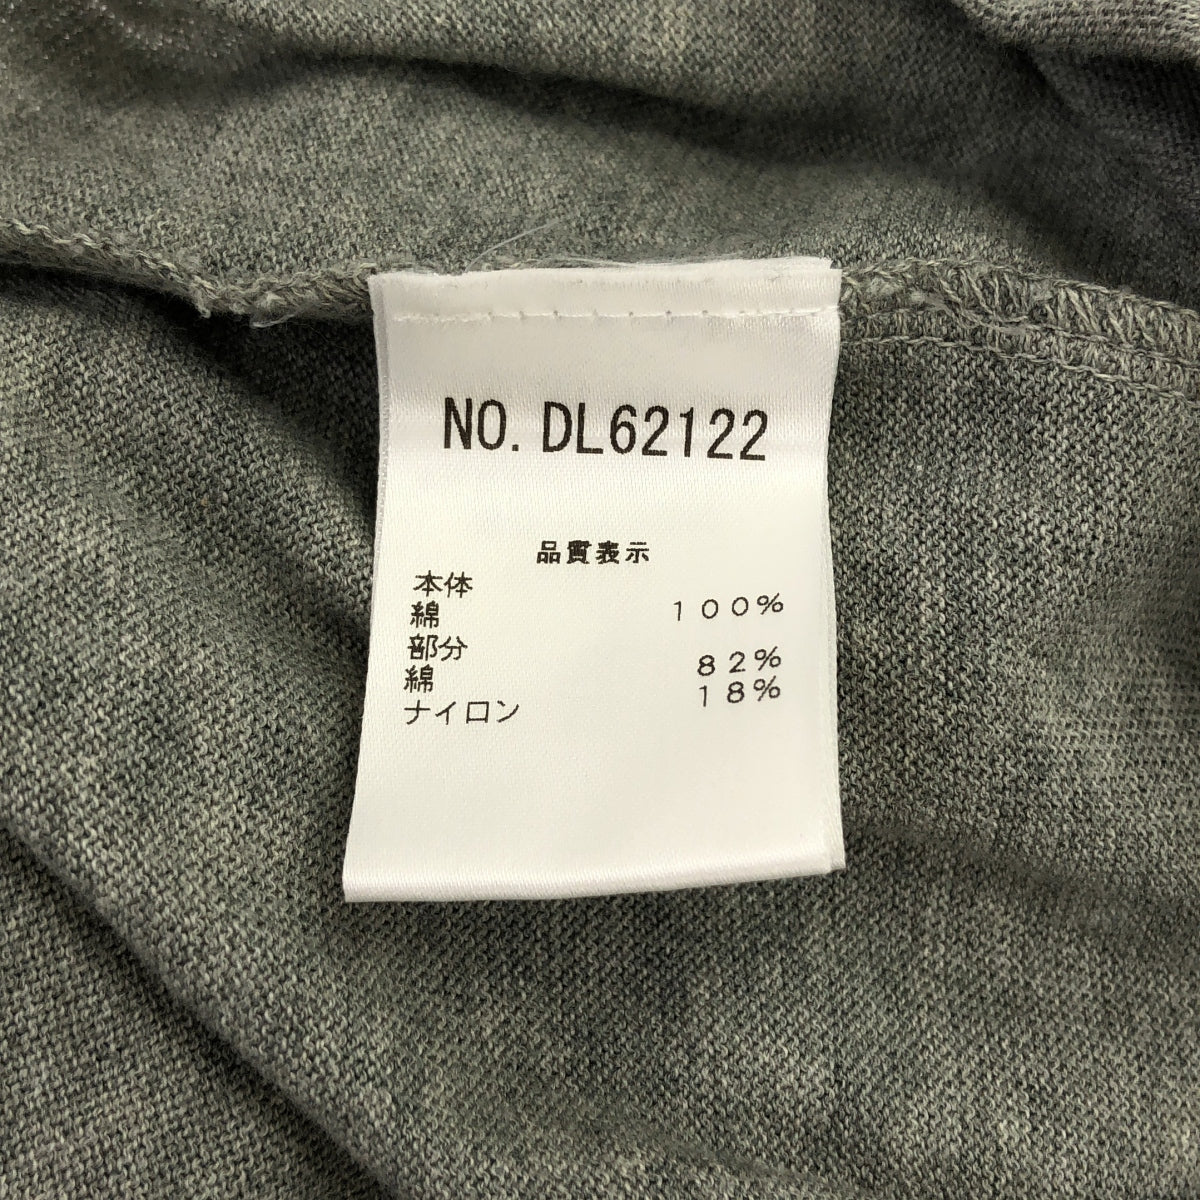 NO. DL62122
品質表示
本体
綿 100%
部分
綿 82%
ナイロン 18%